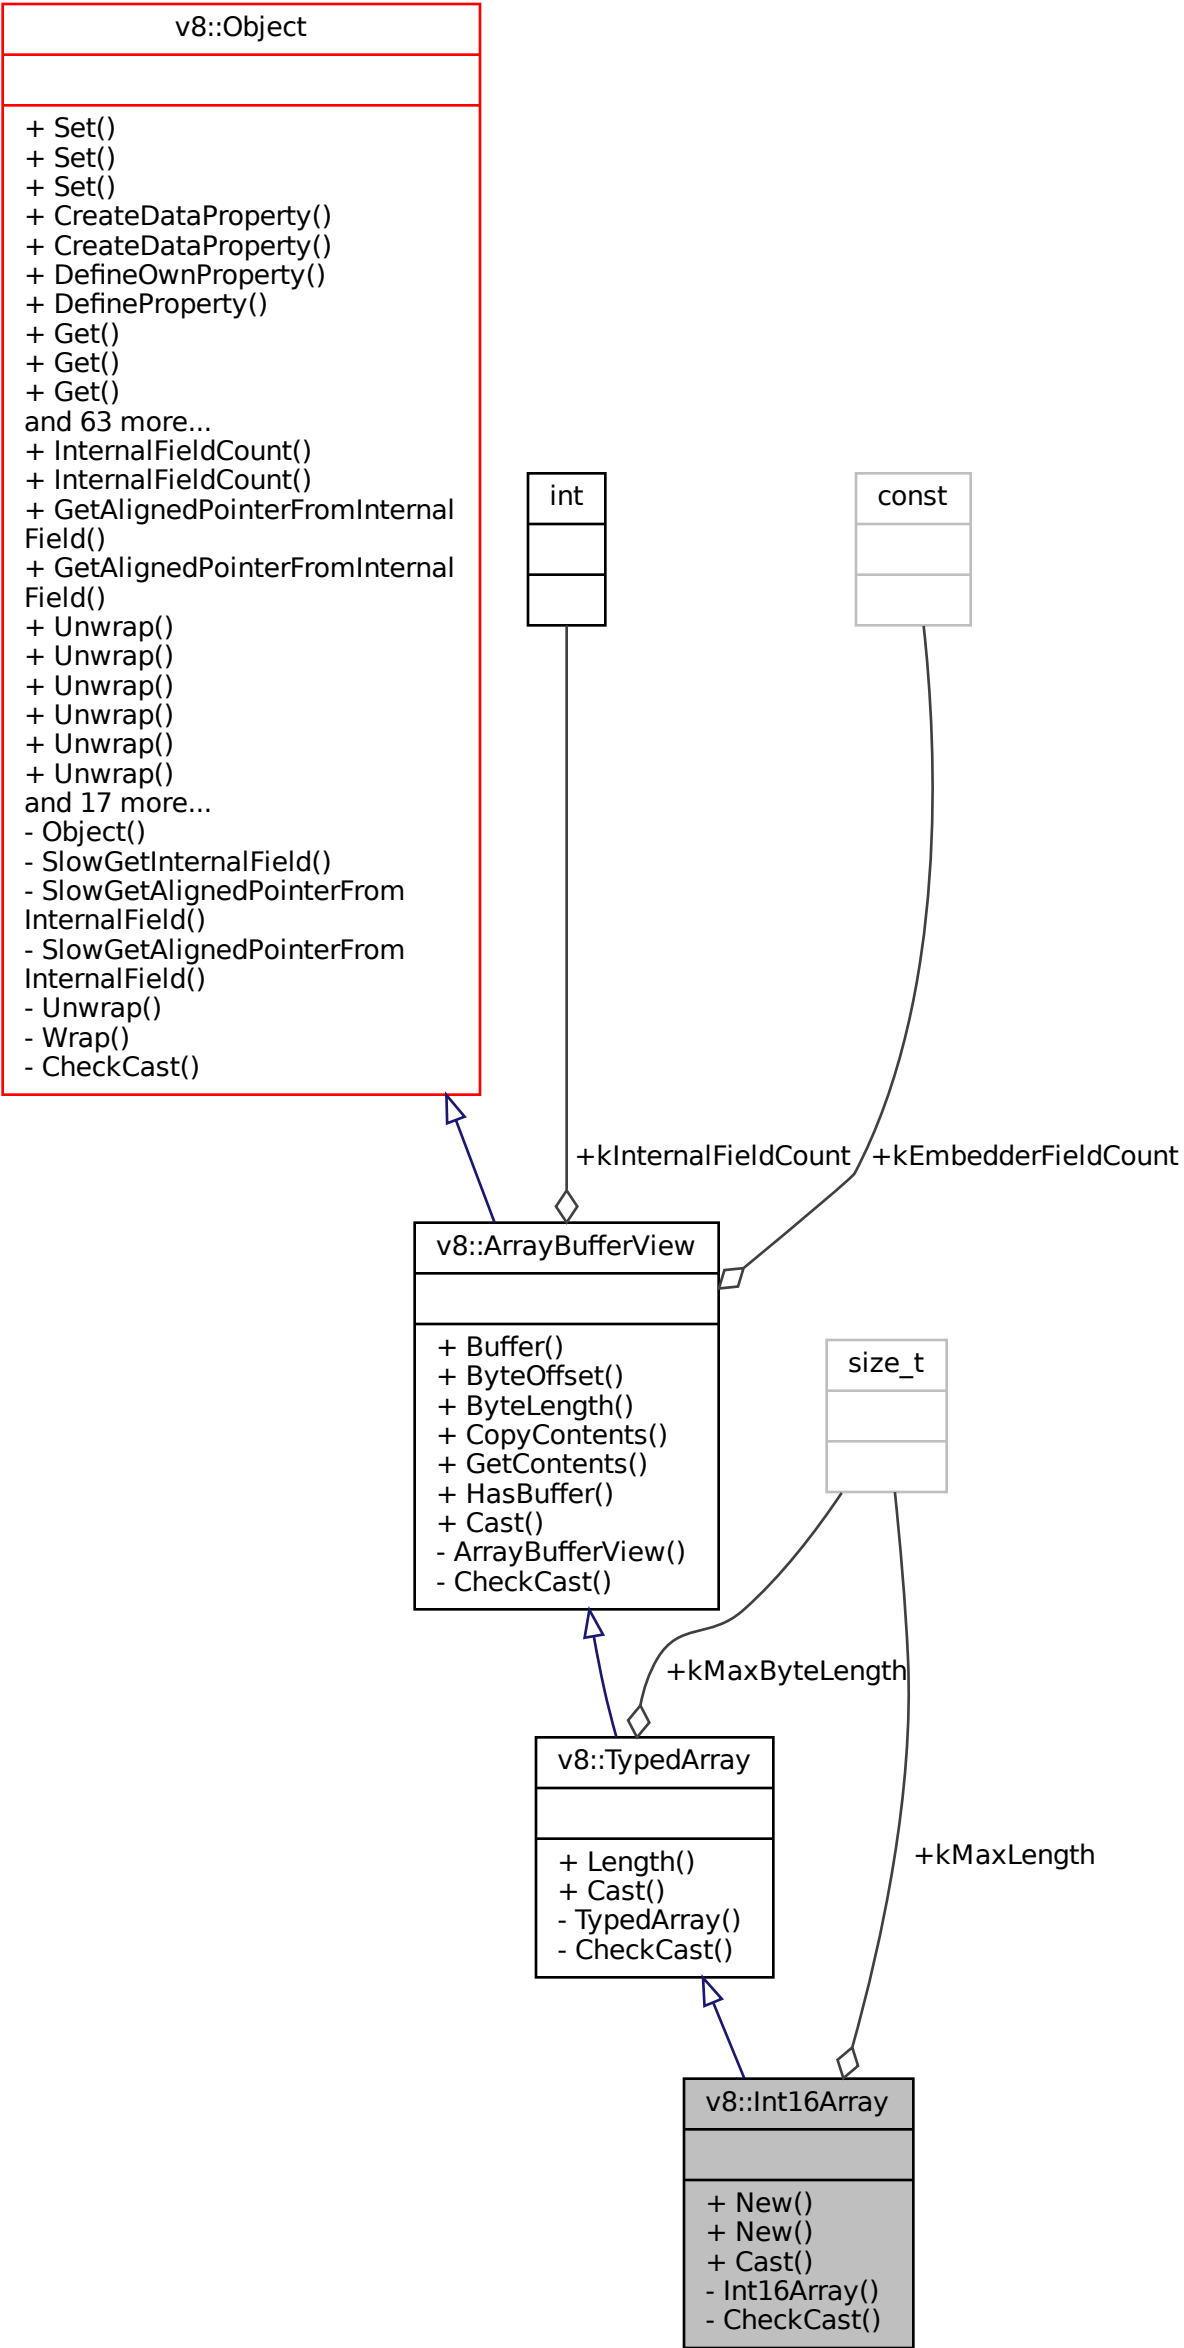 v8::Object
+ Set()
+ Set()
+ Set()
+ CreateDataProperty()
+ CreateDataProperty()
+ DefineOwnProperty()
+ DefineProperty()
+ Get()
+ Get()
+ Get()
and 63 more...
+ InternalFieldCount()
+ InternalFieldCount()
+ GetAlignedPointerFromInternal
Field()
+ GetAlignedPointerFromInternal
Field()
+ Unwrap()
+ Unwrap()
+ Unwrap()
+ Unwrap()
+ Unwrap()
+ Unwrap()
and 17 more...
- Object()
- SlowGetInternalField()
- SlowGetAlignedPointerFrom
InternalField()
- SlowGetAlignedPointerFrom
InternalField()
- Unwrap()
- Wrap()
- CheckCast()
int
const
+kInternalFieldCount
+kEmbedderFieldCount
v8::ArrayBufferView
+ Buffer()
+ ByteOffset()
+ ByteLength()
+ CopyContents()
+ GetContents()
+ HasBuffer()
+ Cast()
- ArrayBufferView()
- CheckCast()
size_t
+kMaxByteLength
v8::TypedArray
+ Length()
+ Cast()
- TypedArray()
- CheckCast()
+kMaxLength
v8::Int16Array
+ New()
+ New()
+ Cast()
- Int16Array()
- CheckCast()